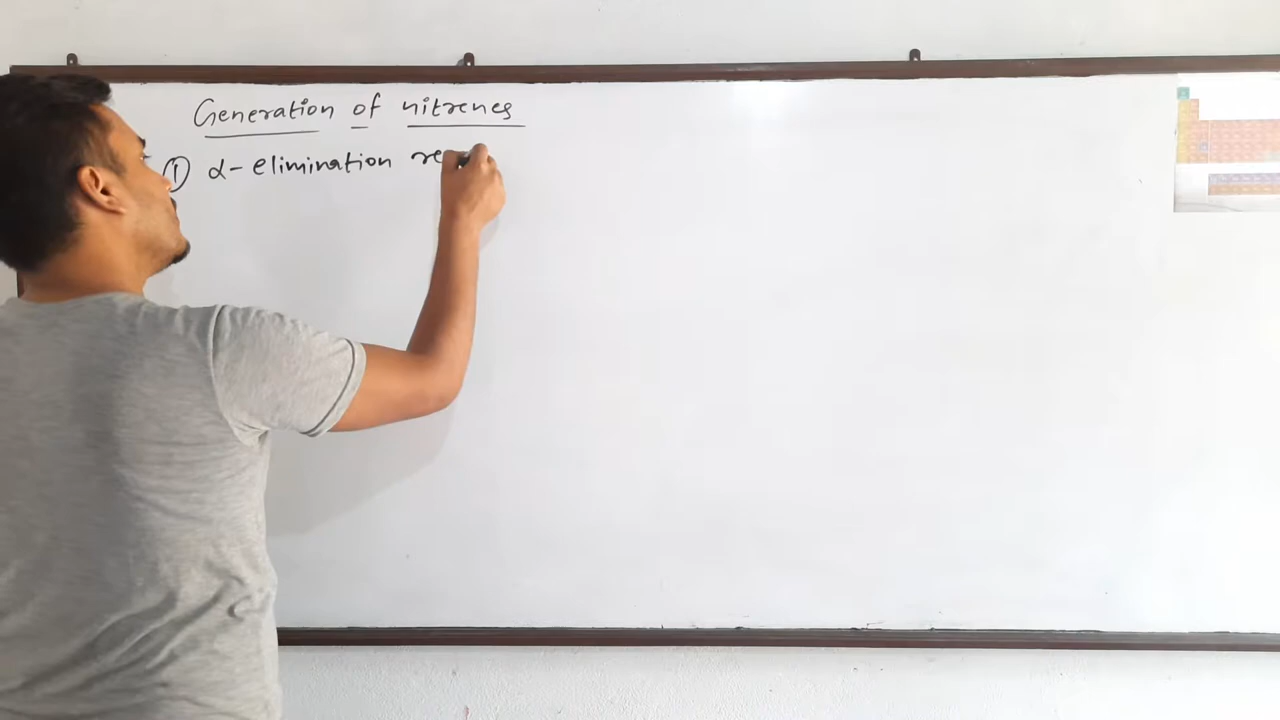 Generation of nitrenes
① α- elimination re